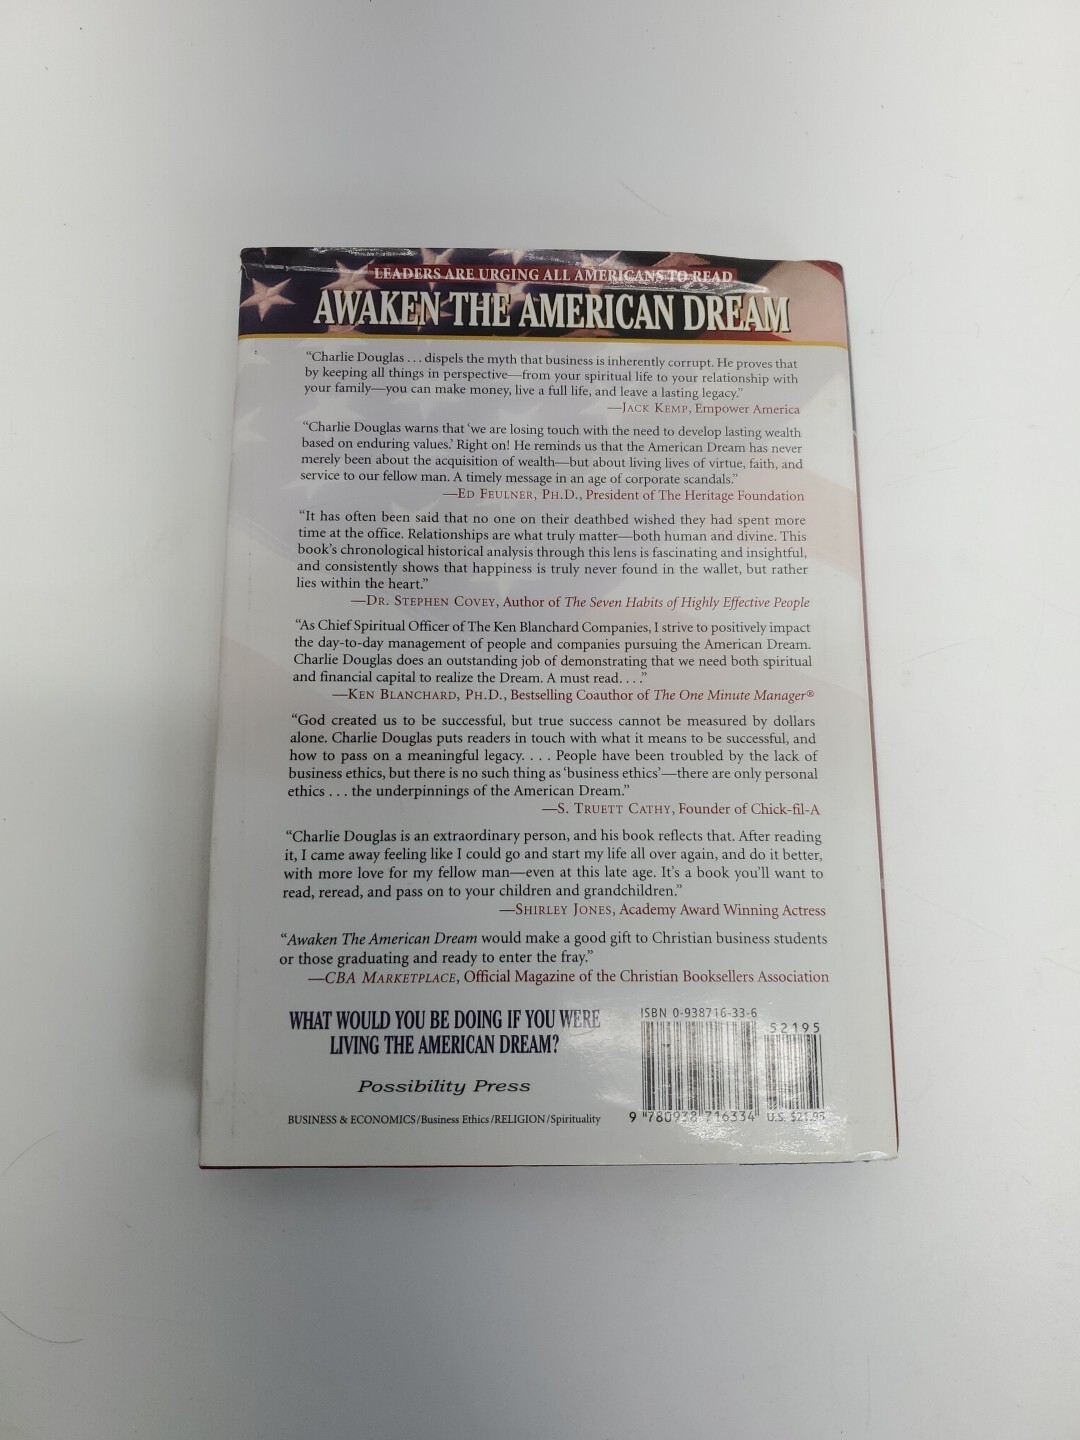 LEADERS ARE URGING ALL AMERICANS TO READ
AWAKEN THE AMERICAN DREAM
“Charlie Douglas . . . dispels the myth that business is inherently corrupt. He proves that
by keeping all things in perspective—from your spiritual life to your relationship with
your family—you can make money, live a full life, and leave a lasting legacy.”
—JACK KEMP, Empower America
“Charlie Douglas warns that ‘we are losing touch with the need to develop lasting wealth
based on enduring values.’ Right on! He reminds us that the American Dream has never
merely been about the acquisition of wealth—but about living lives of virtue, faith, and
service to our fellow man. A timely message in an age of corporate scandals.”
—ED FEULNER, PH.D., President of The Heritage Foundation
“It has often been said that no one on their deathbed wished they had spent more
time at the office. Relationships are what truly matter—both human and divine. This
book’s chronological historical analysis through this lens is fascinating and insightful,
and consistently shows that happiness is truly never found in the wallet, but rather
lies within the heart.”
—DR. STEPHEN COVEY, Author of The Seven Habits of Highly Effective People
“As Chief Spiritual Officer of The Ken Blanchard Companies, I strive to positively impact
the day-to-day management of people and companies pursuing the American Dream.
Charlie Douglas does an outstanding job of demonstrating that we need both spiritual
and financial capital to realize the Dream. A must read. . . .”
—KEN BLANCHARD, PH.D., Bestselling Coauthor of The One Minute Manager®
“God created us to be successful, but true success cannot be measured by dollars
alone. Charlie Douglas puts readers in touch with what it means to be successful, and
how to pass on a meaningful legacy. . . . People have been troubled by the lack of
business ethics, but there is no such thing as ‘business ethics’—there are only personal
ethics . . . the underpinnings of the American Dream.”
—S. TRUETT CATHY, Founder of Chick-fil-A
“Charlie Douglas is an extraordinary person, and his book reflects that. After reading
it, I came away feeling like I could go and start my life all over again, and do it better,
with more love for my fellow man—even at this late age. It’s a book you’ll want to
read, reread, and pass on to your children and grandchildren.”
—SHIRLEY JONES, Academy Award Winning Actress
“Awaken The American Dream would make a good gift to Christian business students
or those graduating and ready to enter the fray.”
—CBA MARKETPLACE, Official Magazine of the Christian Booksellers Association
WHAT WOULD YOU BE DOING IF YOU WERE
LIVING THE AMERICAN DREAM?
Possibility Press
BUSINESS & ECONOMICS/Business Ethics/RELIGION/Spirituality
ISBN 0-938716-33-6
52195
9 780938 716334
U.S. $21.95